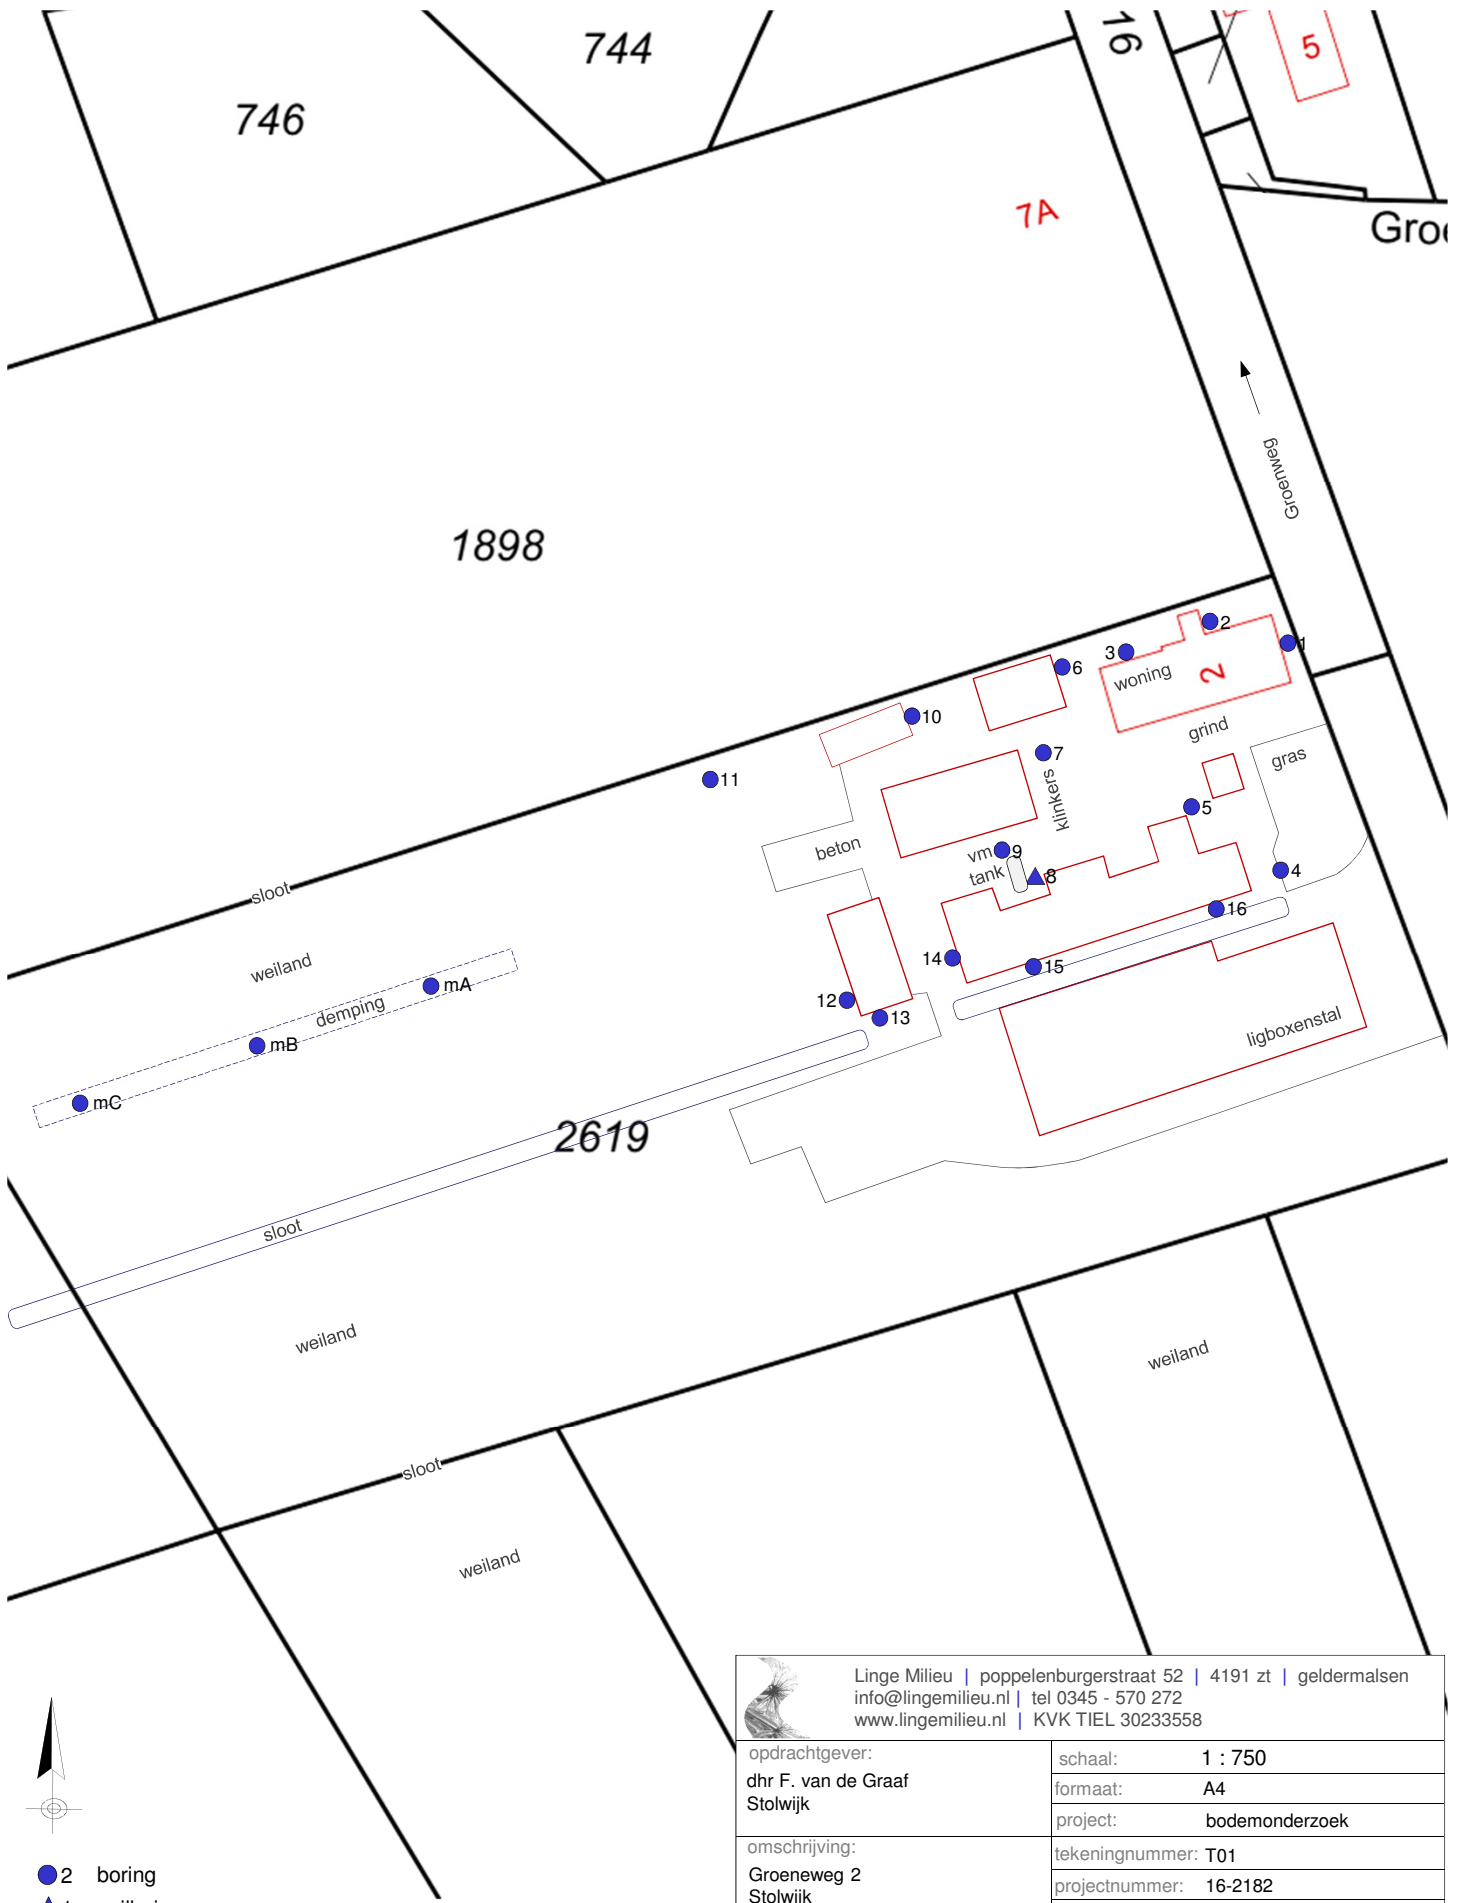 744
16
5
746
7A
Groe
Groenweg
1898
2
1
3
6
woning
2
10
grind
7
gras
11
klinkers
5
beton
vm
9
tank
8
4
sloot
16
weiland
14
15
mA
demping
12
13
ligboxenstal
mB
mC
2619
sloot
weiland
weiland
sloot
weiland
Linge Milieu | poppelenburgerstraat 52 | 4191 zt | geldermalsen
info@lingemilieu.nl | tel 0345 - 570 272
www.lingemilieu.nl | KVK TIEL 30233558
opdrachtgever:
dhr F. van de Graaf
Stolwijk
schaal: 1 : 750
formaat: A4
project: bodemonderzoek
omschrijving:
Groeneweg 2
Stolwijk
tekeningnummer: T01
projectnummer: 16-2182
2 boring